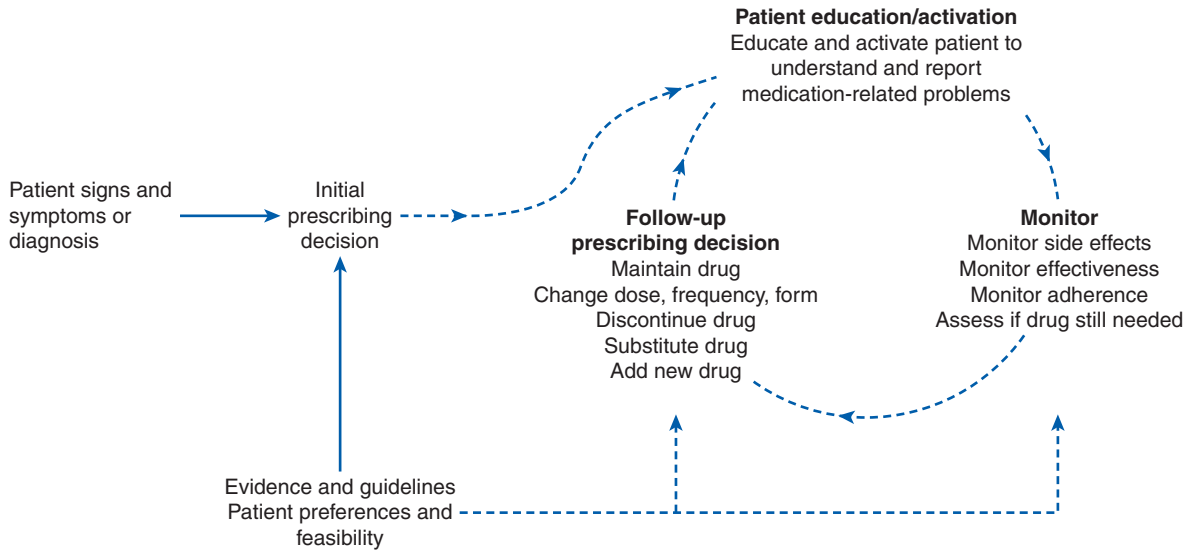 Patient education/activation
Educate and activate patient to
understand and report
medication-related problems
Patient signs and
symptoms or
diagnosis
Initial
prescribing
decision
Follow-up
prescribing decision
Maintain drug
Change dose, frequency, form
Discontinue drug
Substitute drug
Add new drug
Monitor
Monitor side effects
Monitor effectiveness
Monitor adherence
Assess if drug still needed
Evidence and guidelines
Patient preferences and
feasibility